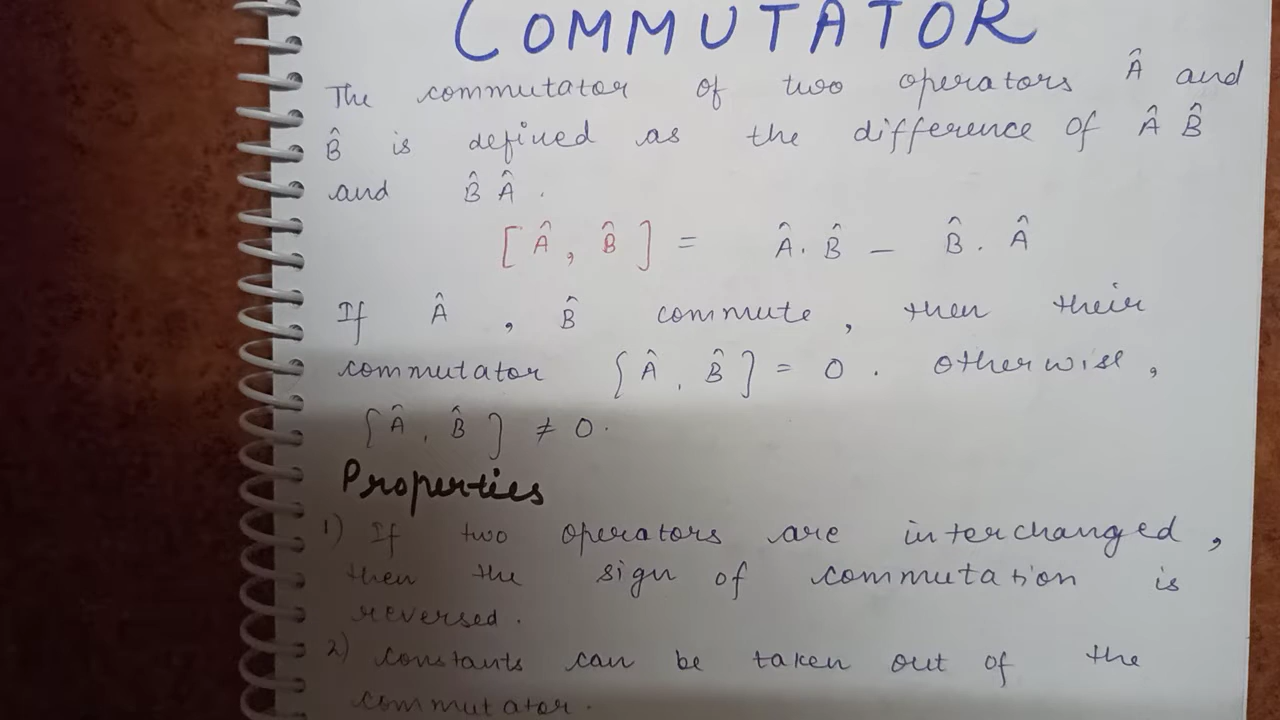 COMMUTATOR
The commutator of two operators Â and
B̂ is defined as the difference of Â B̂
and B̂ Â .
[ Â , B̂ ] = Â . B̂ – B̂ . Â
If Â , B̂ commute , then their
commutator [ Â , B̂ ] = 0 . Otherwise ,
[ Â , B̂ ] ≠ 0 .
Properties
1) If two operators are interchanged ,
then the sign of commutation is
reversed .
2) constants can be taken out of the
commutator .